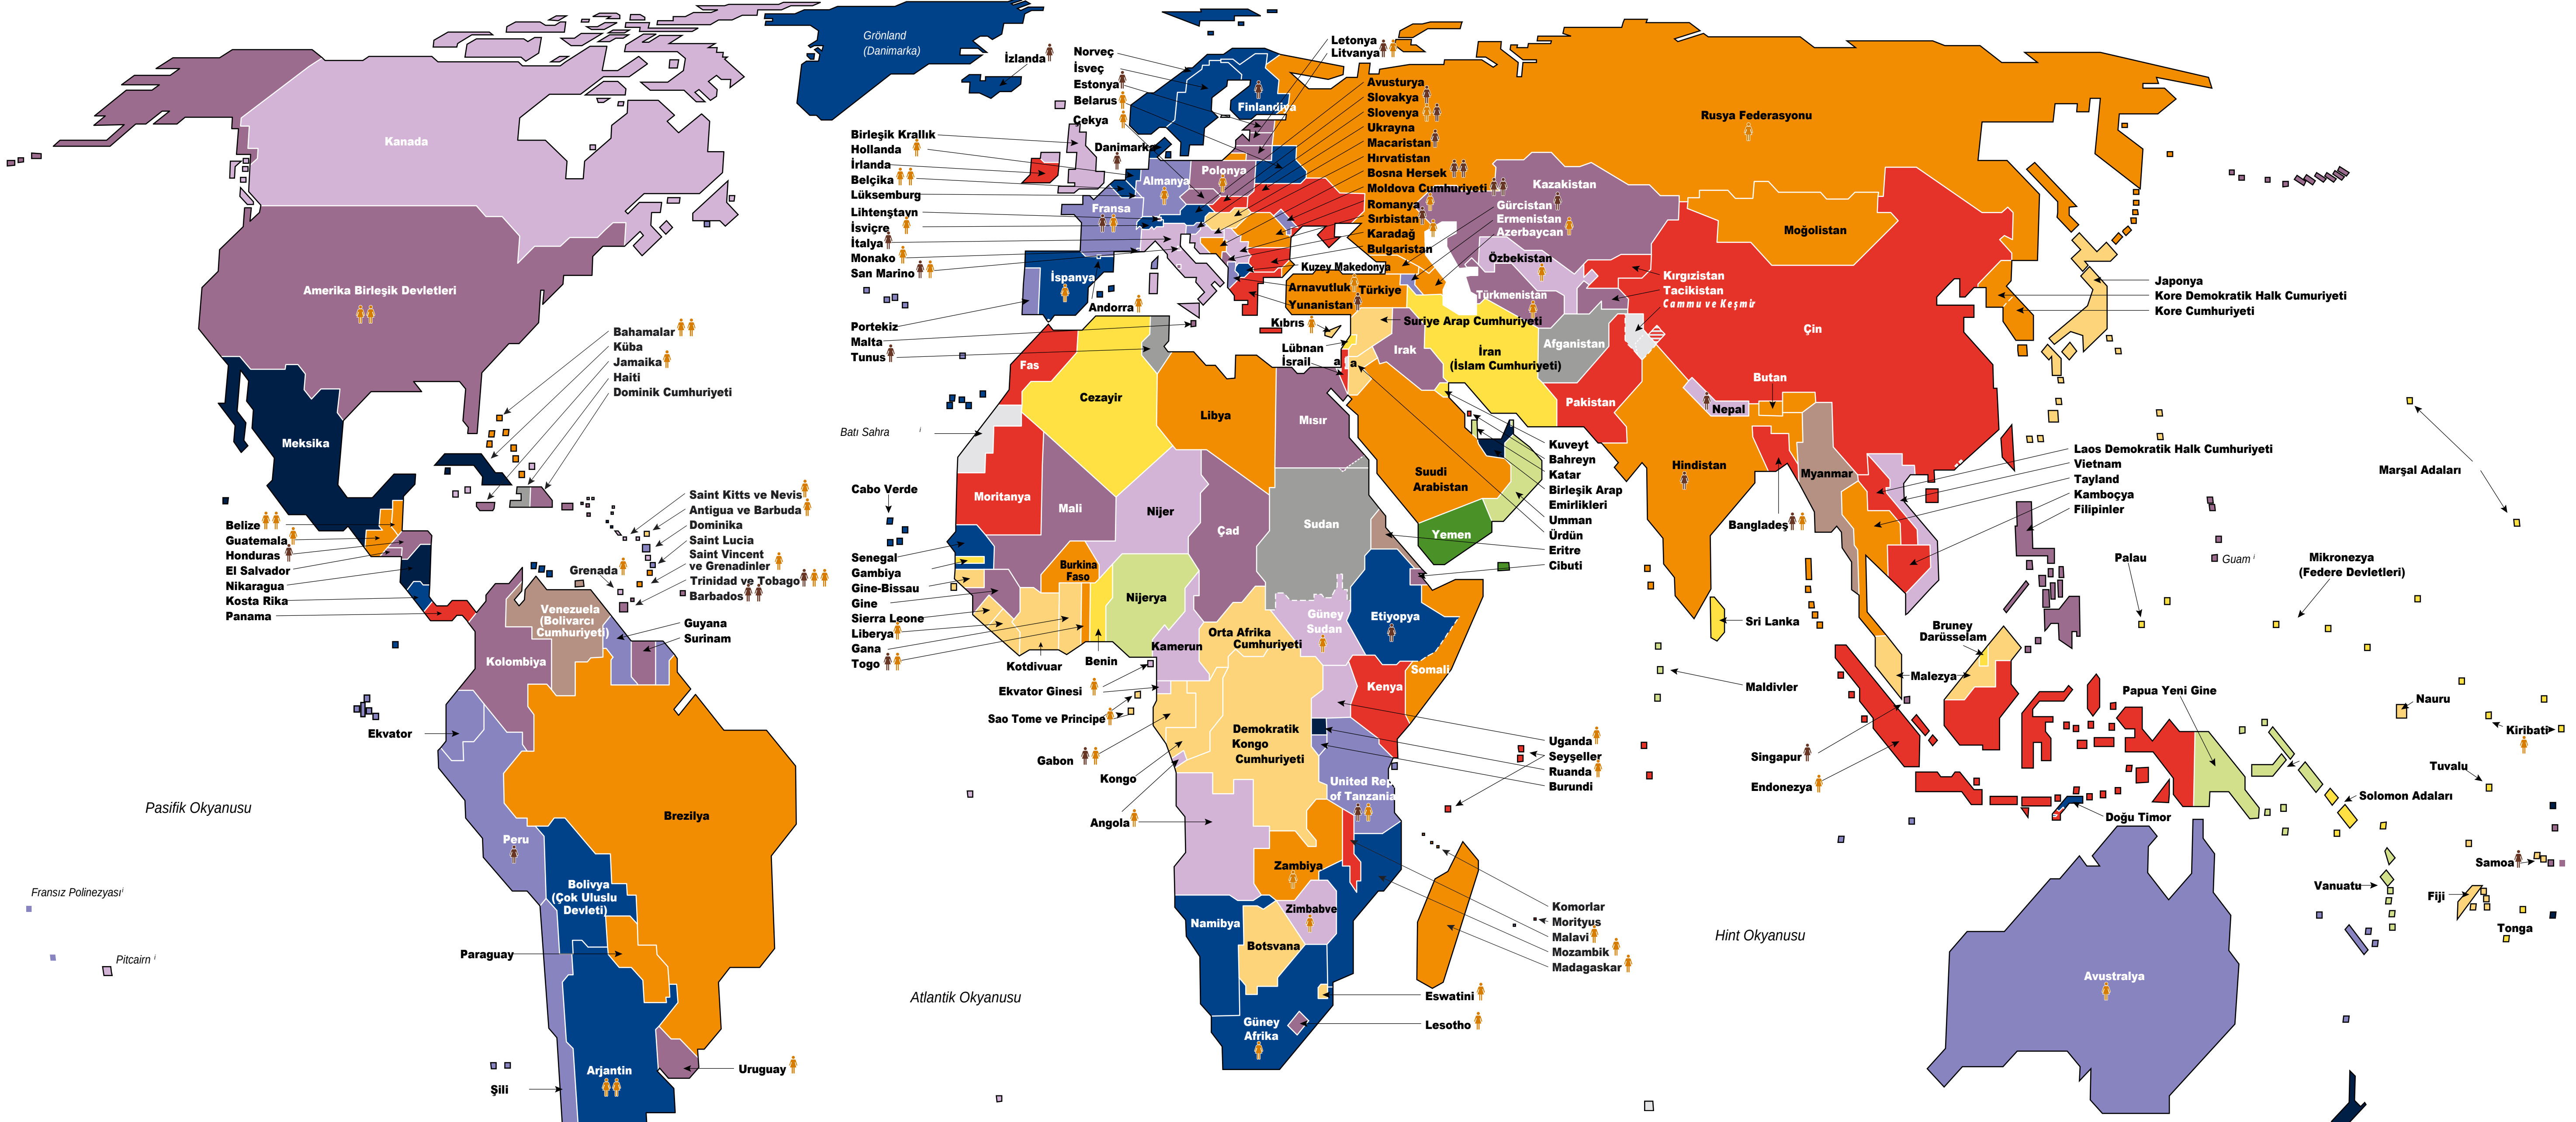 Grönland
(Danimarka)
Kanada
Amerika Birleşik Devletleri
Meksika
Bahamalar
Küba
Jamaika
Haiti
Dominik Cumhuriyeti
Belize
Guatemala
Honduras
El Salvador
Nikaragua
Kosta Rika
Panama
Saint Kitts ve Nevis
Antigua ve Barbuda
Dominika
Saint Lucia
Saint Vincent
ve Grenadinler
Trinidad ve Tobago
Barbados
Grenada
Venezuela
(Bolivarcı
Cumhuriyeti)
Guyana
Surinam
Kolombiya
Ekvator
Peru
Brezilya
Bolivya
(Çok Uluslu
Devleti)
Paraguay
Uruguay
Arjantin
Şili
Pasifik Okyanusu
Fransız Polinezyası i
Pitcairn i
Atlantik Okyanusu
İzlanda
Norveç
İsveç
Estonya
Belarus
Çekya
Letonya
Litvanya
Finlandiya
Danimarka
Birleşik Krallık
Hollanda
İrlanda
Belçika
Lüksemburg
Lihtenştayn
İsviçre
İtalya
Monako
San Marino
Portekiz
Malta
Tunus
Almanya
Polonya
Fransa
İspanya
Andorra
Avusturya
Slovakya
Slovenya
Ukrayna
Macaristan
Hırvatistan
Bosna Hersek
Moldova Cumhuriyeti
Romanya
Sırbistan
Karadağ
Bulgaristan
Kuzey Makedonya
Arnavutluk
Yunanistan
Türkiye
Kıbrıs
Lübnan
İsrail
a
a
Suriye Arap Cumhuriyeti
Gürcistan
Ermenistan
Azerbaycan
Rusya Federasyonu
Kazakistan
Özbekistan
Türkmenistan
Kırgızistan
Tacikistan
Cammu ve Keşmir
Moğolistan
Çin
Japonya
Kore Demokratik Halk Cumuriyeti
Kore Cumhuriyeti
Irak
İran
(İslam Cumhuriyeti)
Afganistan
Pakistan
Hindistan
Nepal
Butan
Bangladeş
Myanmar
Sri Lanka
Maldivler
Laos Demokratik Halk Cumhuriyeti
Vietnam
Tayland
Kamboçya
Filipinler
Bruney
Darüsselam
Malezya
Singapur
Endonezya
Doğu Timor
Papua Yeni Gine
Palau
Guam i
Mikronezya
(Federe Devletleri)
Marşal Adaları
Nauru
Kiribati
Tuvalu
Solomon Adaları
Samoa
Vanuatu
Fiji
Tonga
Avustralya
Hint Okyanusu
Kuveyt
Bahreyn
Katar
Birleşik Arap
Emirlikleri
Umman
Ürdün
Eritre
Cibuti
Suudi
Arabistan
Yemen
Fas
Cezayir
Libya
Mısır
Batı Sahra i
Moritanya
Mali
Nijer
Çad
Sudan
Cabo Verde
Senegal
Gambiya
Gine-Bissau
Gine
Sierra Leone
Liberya
Gana
Togo
Kotdivuar
Benin
Burkina
Faso
Nijerya
Kamerun
Orta Afrika
Cumhuriyeti
Güney
Sudan
Etiyopya
Somali
Kenya
Ekvator Ginesi
Sao Tome ve Principe
Gabon
Kongo
Angola
Demokratik
Kongo
Cumhuriyeti
United Rep
of Tanzania
Uganda
Seyşeller
Ruanda
Burundi
Zambiya
Zimbabve
Namibya
Botsvana
Güney
Afrika
Komorlar
Morityus
Malavi
Mozambik
Madagaskar
Eswatini
Lesotho